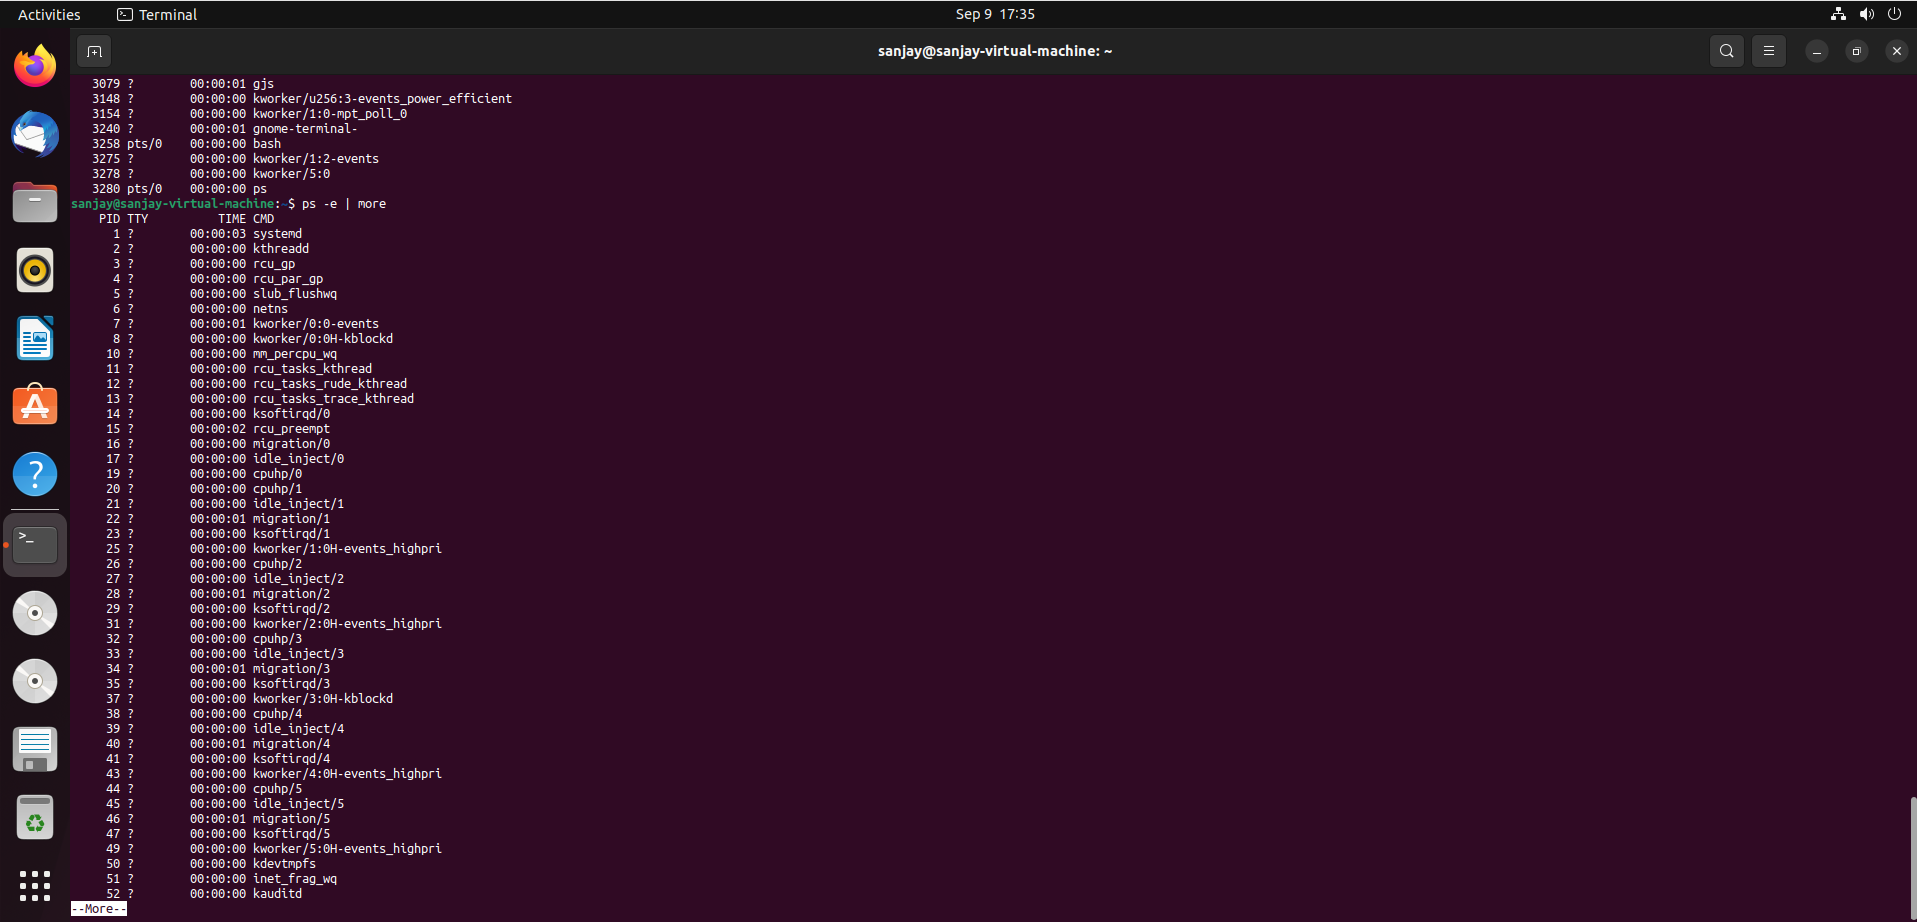 Activities Terminal Sep 9 17:35
sanjay@sanjay-virtual-machine: ~
3079 ? 00:00:01 gjs
3148 ? 00:00:00 kworker/u256:3-events_power_efficient
3154 ? 00:00:00 kworker/1:0-mpt_poll_0
3240 ? 00:00:01 gnome-terminal-
3258 pts/0 00:00:00 bash
3275 ? 00:00:00 kworker/1:2-events
3278 ? 00:00:00 kworker/5:0
3280 pts/0 00:00:00 ps
sanjay@sanjay-virtual-machine:~$ ps -e | more
PID TTY TIME CMD
1 ? 00:00:03 systemd
2 ? 00:00:00 kthreadd
3 ? 00:00:00 rcu_gp
4 ? 00:00:00 rcu_par_gp
5 ? 00:00:00 slub_flushwq
6 ? 00:00:00 netns
7 ? 00:00:01 kworker/0:0-events
8 ? 00:00:00 kworker/0:0H-kblockd
10 ? 00:00:00 mm_percpu_wq
11 ? 00:00:00 rcu_tasks_kthread
12 ? 00:00:00 rcu_tasks_rude_kthread
13 ? 00:00:00 rcu_tasks_trace_kthread
14 ? 00:00:00 ksoftirqd/0
15 ? 00:00:02 rcu_preempt
16 ? 00:00:00 migration/0
17 ? 00:00:00 idle_inject/0
19 ? 00:00:00 cpuhp/0
20 ? 00:00:00 cpuhp/1
21 ? 00:00:00 idle_inject/1
22 ? 00:00:01 migration/1
23 ? 00:00:00 ksoftirqd/1
25 ? 00:00:00 kworker/1:0H-events_highpri
26 ? 00:00:00 cpuhp/2
27 ? 00:00:00 idle_inject/2
28 ? 00:00:01 migration/2
29 ? 00:00:00 ksoftirqd/2
31 ? 00:00:00 kworker/2:0H-events_highpri
32 ? 00:00:00 cpuhp/3
33 ? 00:00:00 idle_inject/3
34 ? 00:00:01 migration/3
35 ? 00:00:00 ksoftirqd/3
37 ? 00:00:00 kworker/3:0H-kblockd
38 ? 00:00:00 cpuhp/4
39 ? 00:00:00 idle_inject/4
40 ? 00:00:01 migration/4
41 ? 00:00:00 ksoftirqd/4
43 ? 00:00:00 kworker/4:0H-events_highpri
44 ? 00:00:00 cpuhp/5
45 ? 00:00:00 idle_inject/5
46 ? 00:00:01 migration/5
47 ? 00:00:00 ksoftirqd/5
49 ? 00:00:00 kworker/5:0H-events_highpri
50 ? 00:00:00 kdevtmpfs
51 ? 00:00:00 inet_frag_wq
52 ? 00:00:00 kauditd
--More--